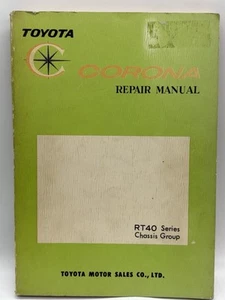 TOYOTA
CORONA
REPAIR MANUAL
RT40 Series
Chassis Group
TOYOTA MOTOR SALES CO., LTD.